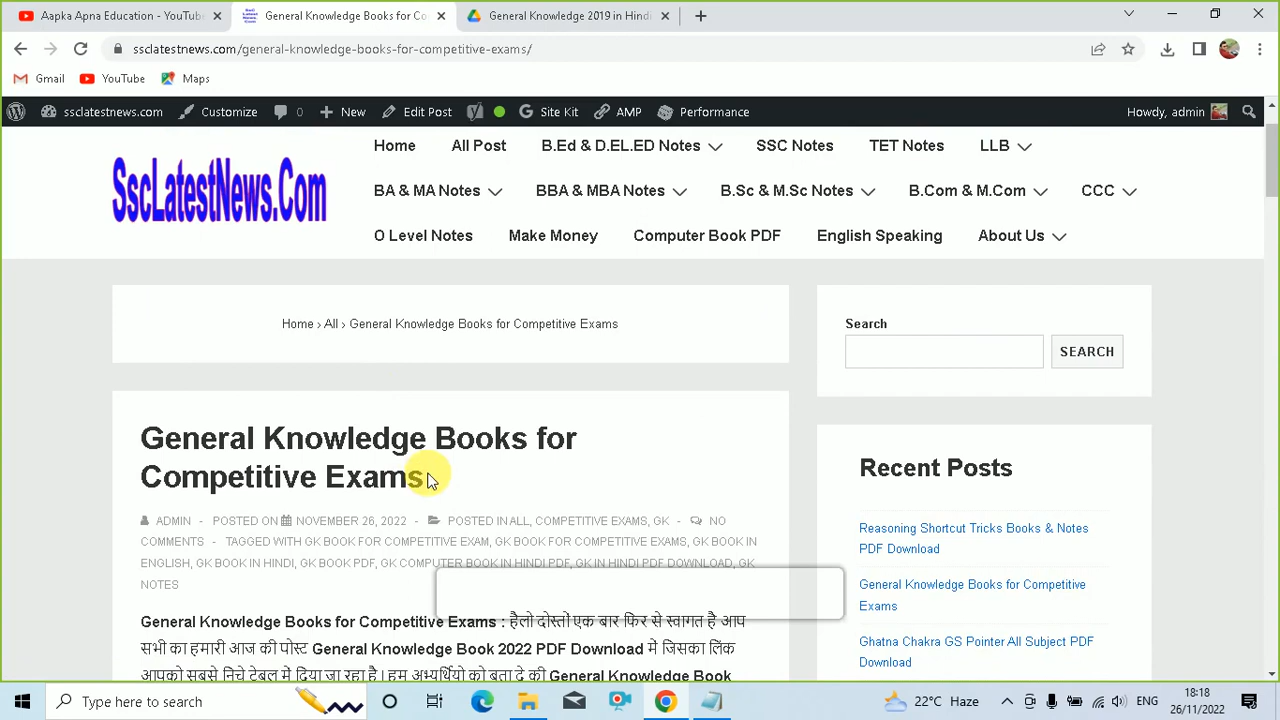 Aapka Apna Education - YouTube
General Knowledge Books for Co
General Knowledge 2019 in Hindi
ssclatestnews.com/general-knowledge-books-for-competitive-exams/
Gmail YouTube Maps
ssclatestnews.com Customize 0 New Edit Post Site Kit AMP Performance Howdy, admin
SscLatestNews.Com
Home All Post B.Ed & D.EL.ED Notes SSC Notes TET Notes LLB
BA & MA Notes BBA & MBA Notes B.Sc & M.Sc Notes B.Com & M.Com CCC
O Level Notes Make Money Computer Book PDF English Speaking About Us
Home › All › General Knowledge Books for Competitive Exams
General Knowledge Books for
Competitive Exams
ADMIN - POSTED ON NOVEMBER 26, 2022 - POSTED IN ALL, COMPETITIVE EXAMS, GK - NO
COMMENTS - TAGGED WITH GK BOOK FOR COMPETITIVE EXAM, GK BOOK FOR COMPETITIVE EXAMS, GK BOOK IN
ENGLISH, GK BOOK IN HINDI, GK BOOK PDF, GK COMPUTER BOOK IN HINDI PDF, GK IN HINDI PDF DOWNLOAD, GK
NOTES
General Knowledge Books for Competitive Exams : हैलो दोस्तों एक बार फिर से स्वागत है आप
सभी का हमारी आज की पोस्ट General Knowledge Book 2022 PDF Download में जिसका लिंक
आपको सबसे निचे टेबल में दिया जा रहा है। हम अभ्यर्थियो को बता दे की General Knowledge Book
Search
SEARCH
Recent Posts
Reasoning Shortcut Tricks Books & Notes
PDF Download
General Knowledge Books for Competitive
Exams
Ghatna Chakra GS Pointer All Subject PDF
Download
Type here to search
22°C Haze
ENG
18:18
26/11/2022